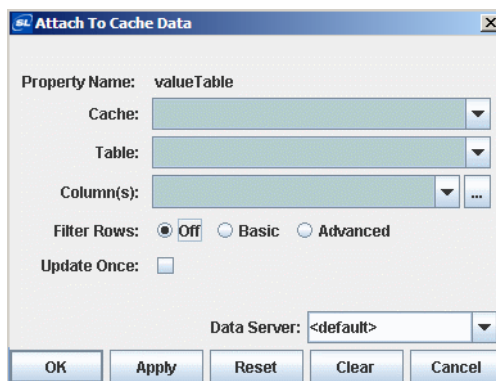 SL Attach To Cache Data
Property Name: valueTable
Cache:
Table:
Column(s): ...
Filter Rows: Off Basic Advanced
Update Once:
Data Server: <default>
OK Apply Reset Clear Cancel